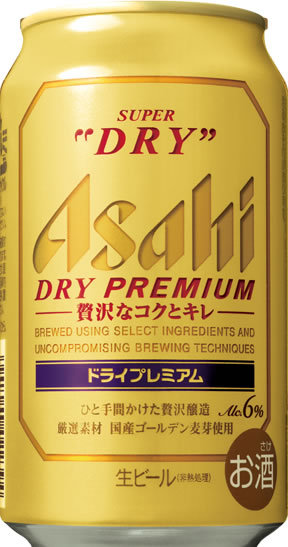 SUPER
"DRY"
Asahi
DRY PREMIUM
贅沢なコクとキレ
BREWED USING SELECT INGREDIENTS AND
UNCOMPROMISING BREWING TECHNIQUES
ドライプレミアム
ひと手間かけた贅沢醸造
厳選素材 国産ゴールデン麦芽使用
Alc.6%
生ビール(非熱処理)
さけ
お酒